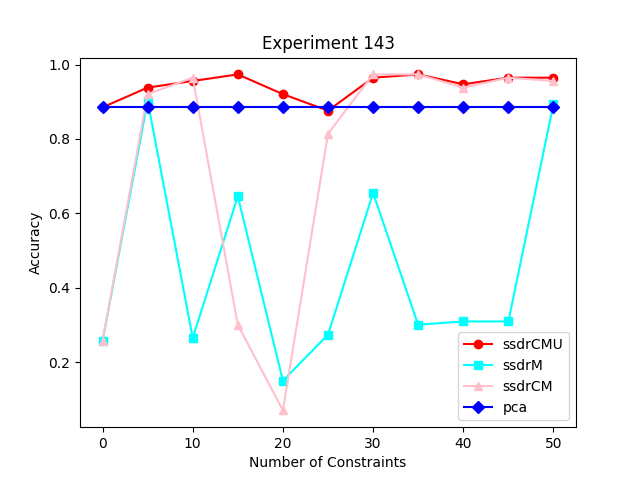 Experiment 143
1.0
0.8
0.6
0.4
0.2
Accuracy
0 10 20 30 40 50
Number of Constraints
ssdrCMU
ssdrM
ssdrCM
pca